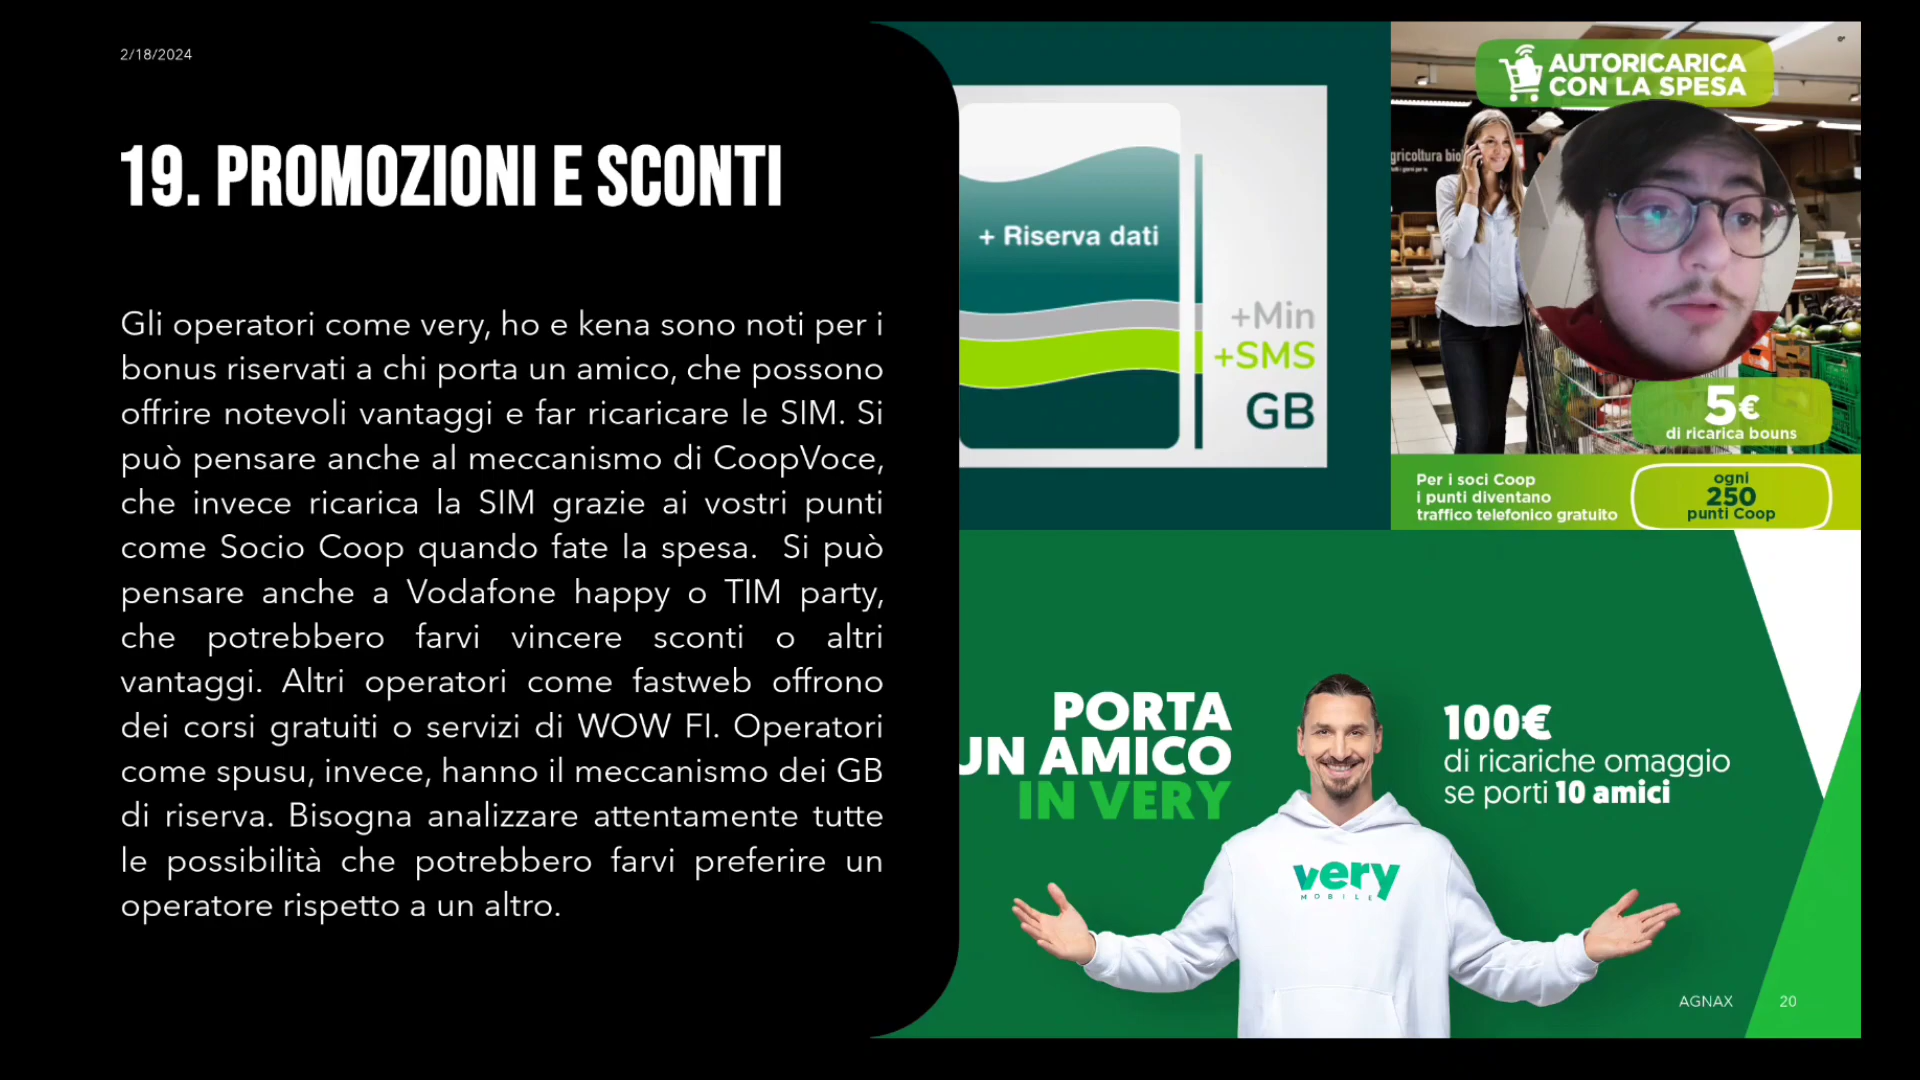 2/18/2024
19. PROMOZIONI E SCONTI
Gli operatori come very, ho e kena sono noti per i
bonus riservati a chi porta un amico, che possono
offrire notevoli vantaggi e far ricaricare le SIM. Si
può pensare anche al meccanismo di CoopVoce,
che invece ricarica la SIM grazie ai vostri punti
come Socio Coop quando fate la spesa. Si può
pensare anche a Vodafone happy o TIM party,
che potrebbero farvi vincere sconti o altri
vantaggi. Altri operatori come fastweb offrono
dei corsi gratuiti o servizi di WOW FI. Operatori
come spusu, invece, hanno il meccanismo dei GB
di riserva. Bisogna analizzare attentamente tutte
le possibilità che potrebbero farvi preferire un
operatore rispetto a un altro.
+ Riserva dati
+Min
+SMS
GB
AUTORICARICA
CON LA SPESA
gricoltura bio
5€
di ricarica bouns
Per i soci Coop
i punti diventano
traffico telefonico gratuito
ogni
250
punti Coop
PORTA
UN AMICO
IN VERY
100€
di ricariche omaggio
se porti 10 amici
very
MOBILE
AGNAX
20